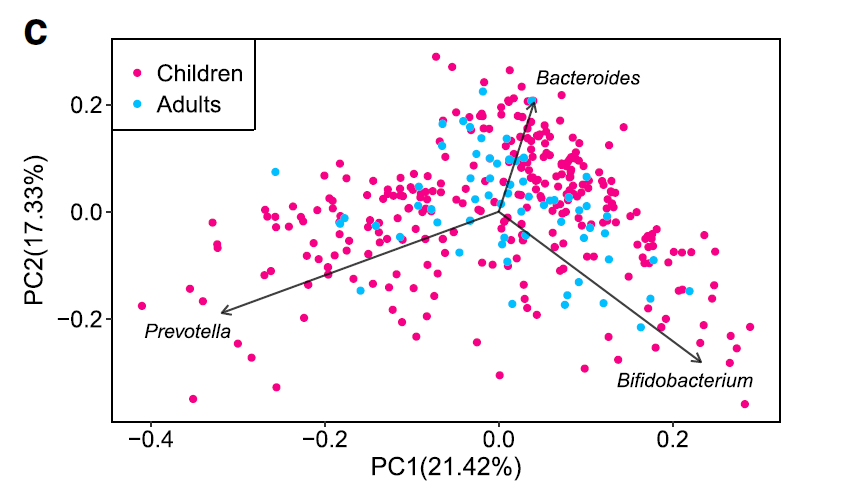 C
Children
Adults
Bacteroides
Prevotella
Bifidobacterium
0.2
0.0
−0.2
PC2(17.33%)
−0.4
−0.2
0.0
0.2
PC1(21.42%)